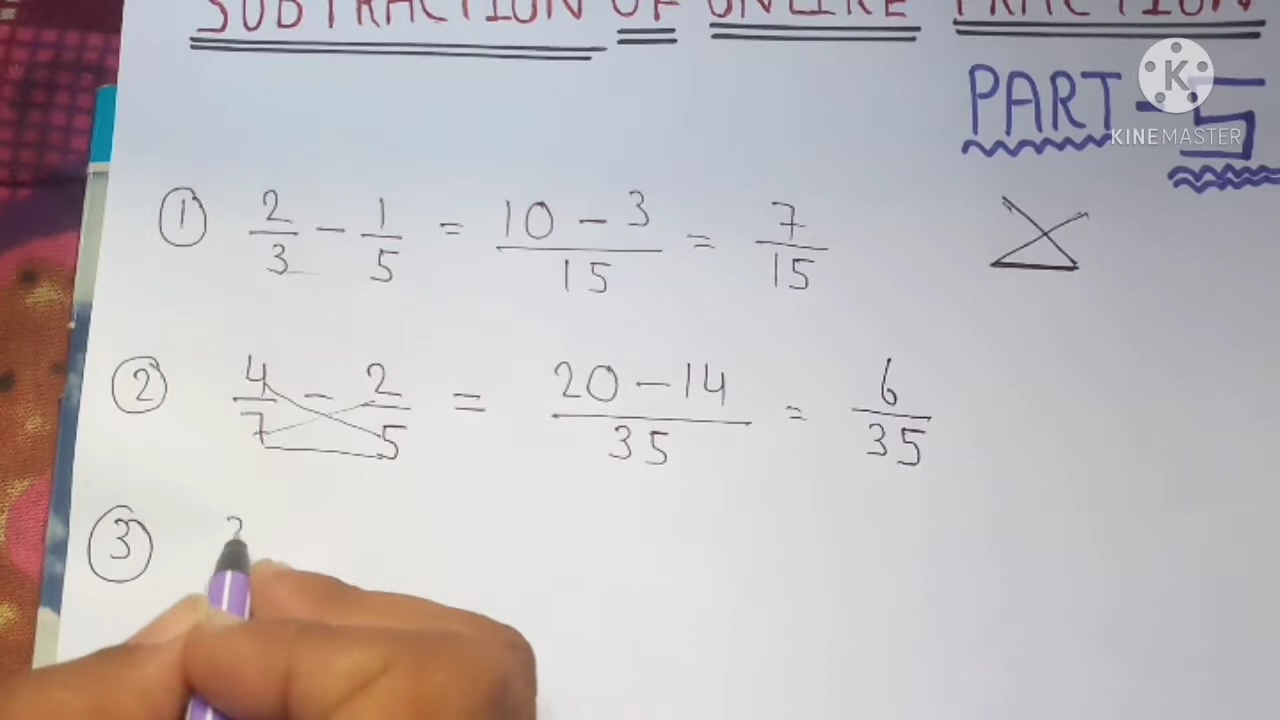 SUBTRACTION OF UNLIKE FRACTION
PART-5
K
KINEMASTER
① 2/3 - 1/5 = 10 - 3/15 = 7/15
② 4/7 - 2/5 = 20 - 14/35 = 6/35
③